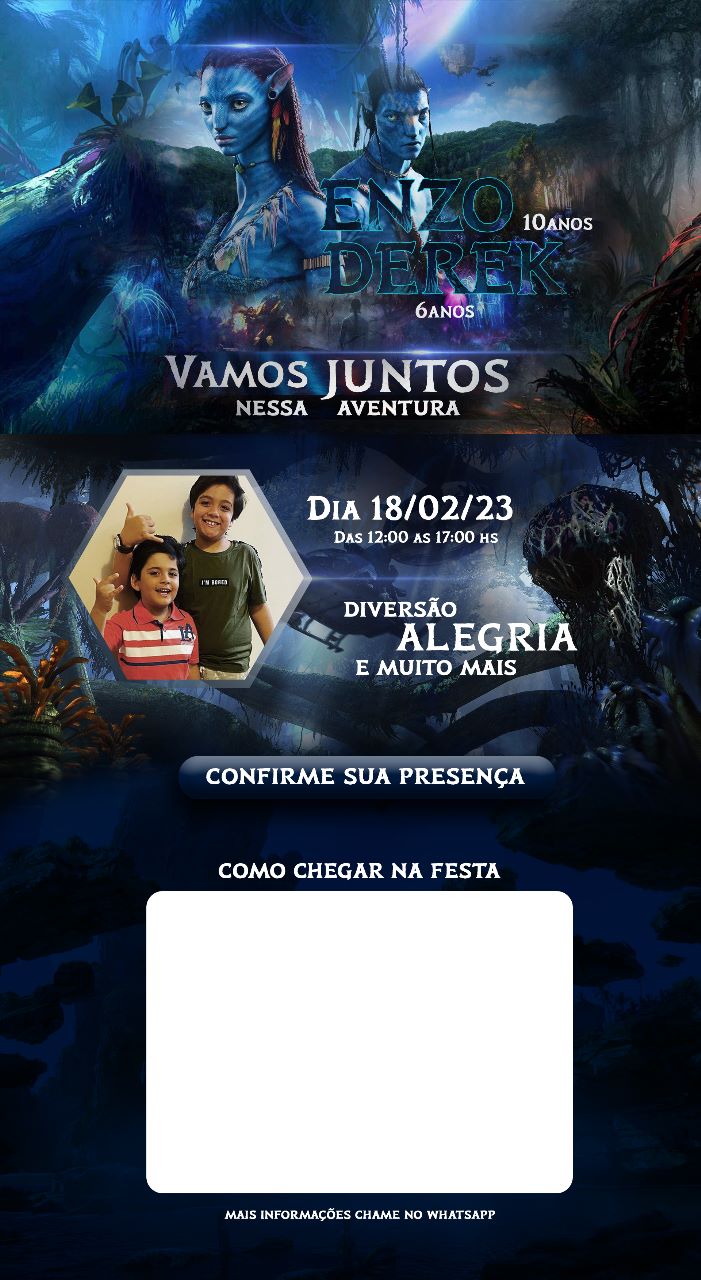 ENZO
10ANOS
DEREK
6ANOS
VAMOS JUNTOS
NESSA AVENTURA
DIA 18/02/23
DAS 12:00 AS 17:00 HS
I'M BORED
DIVERSÃO
ALEGRIA
E MUITO MAIS
CONFIRME SUA PRESENÇA
COMO CHEGAR NA FESTA
MAIS INFORMAÇÕES CHAME NO WHATSAPP